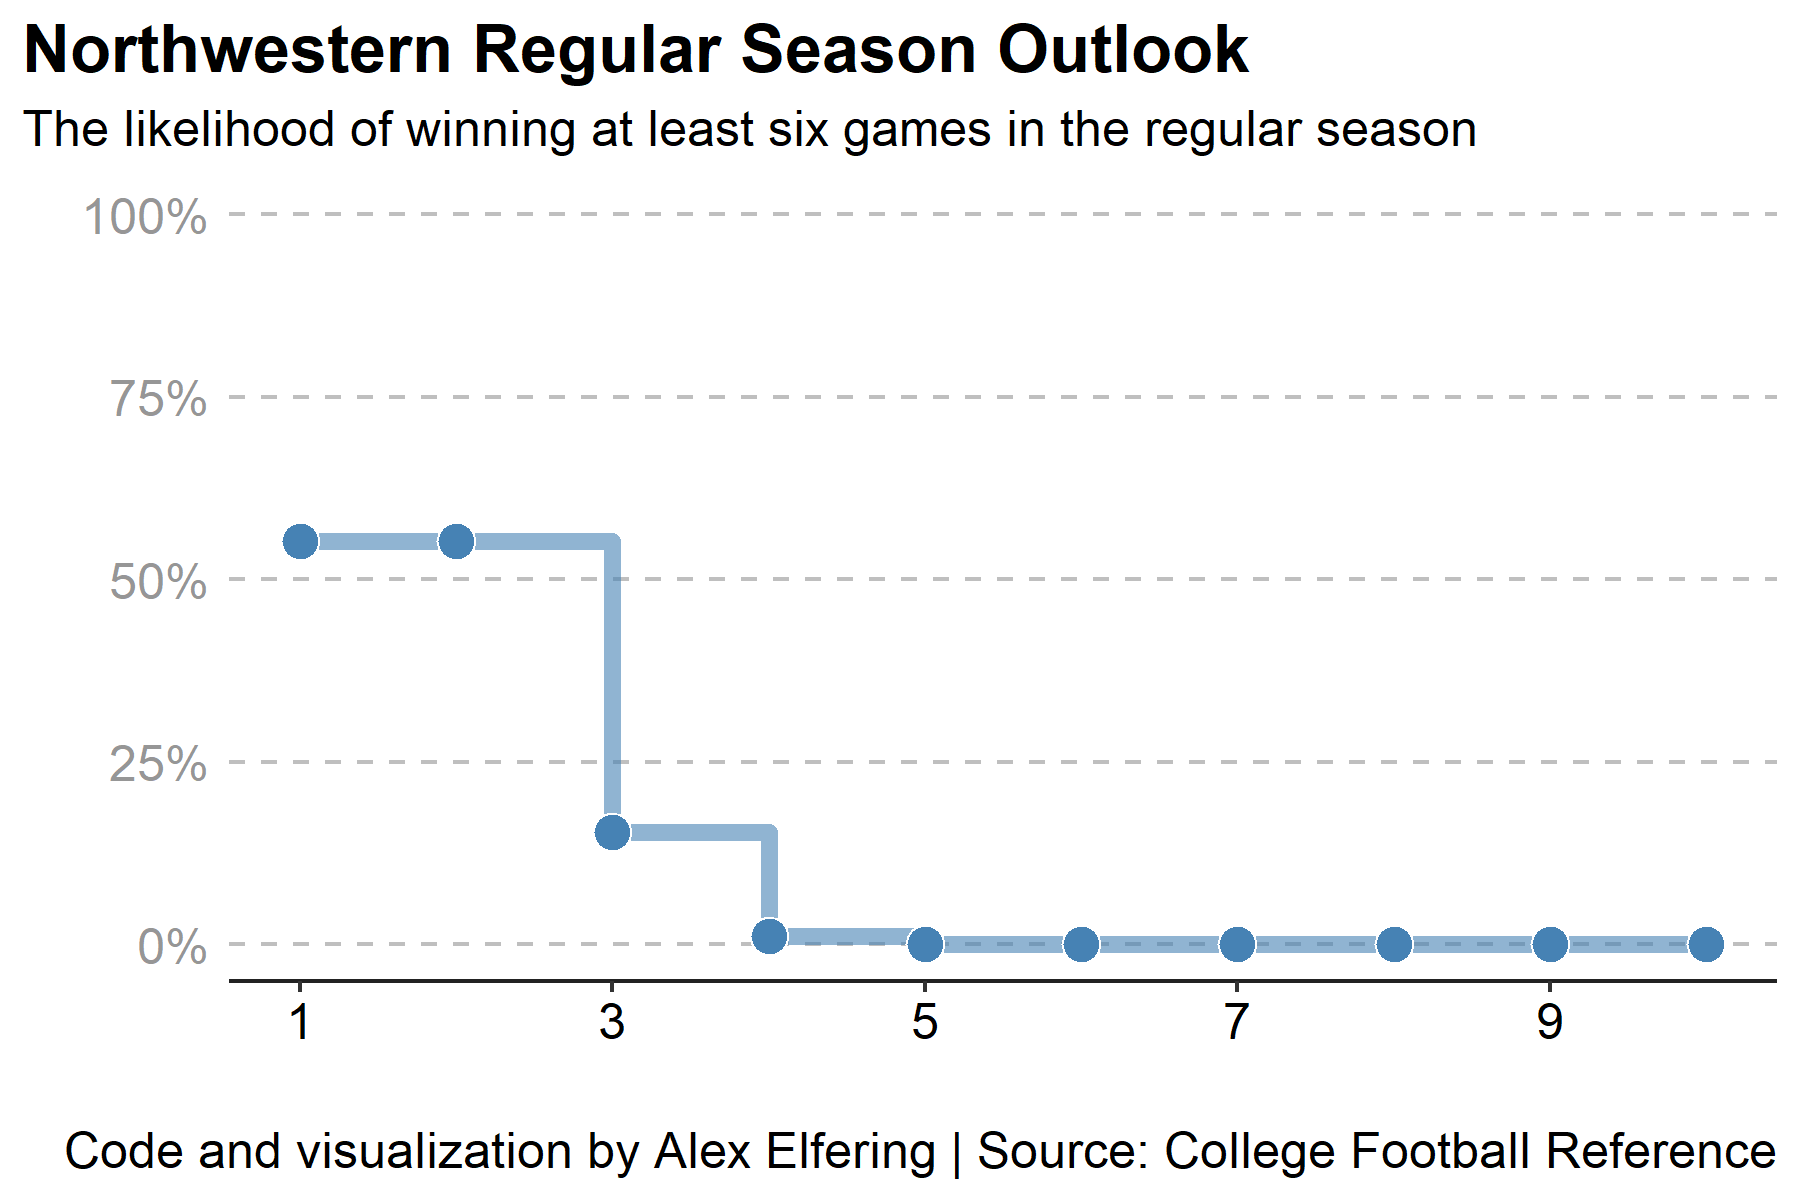 Northwestern Regular Season Outlook
The likelihood of winning at least six games in the regular season
100%
75%
50%
25%
0%
1 3 5 7 9
Code and visualization by Alex Elfering | Source: College Football Reference